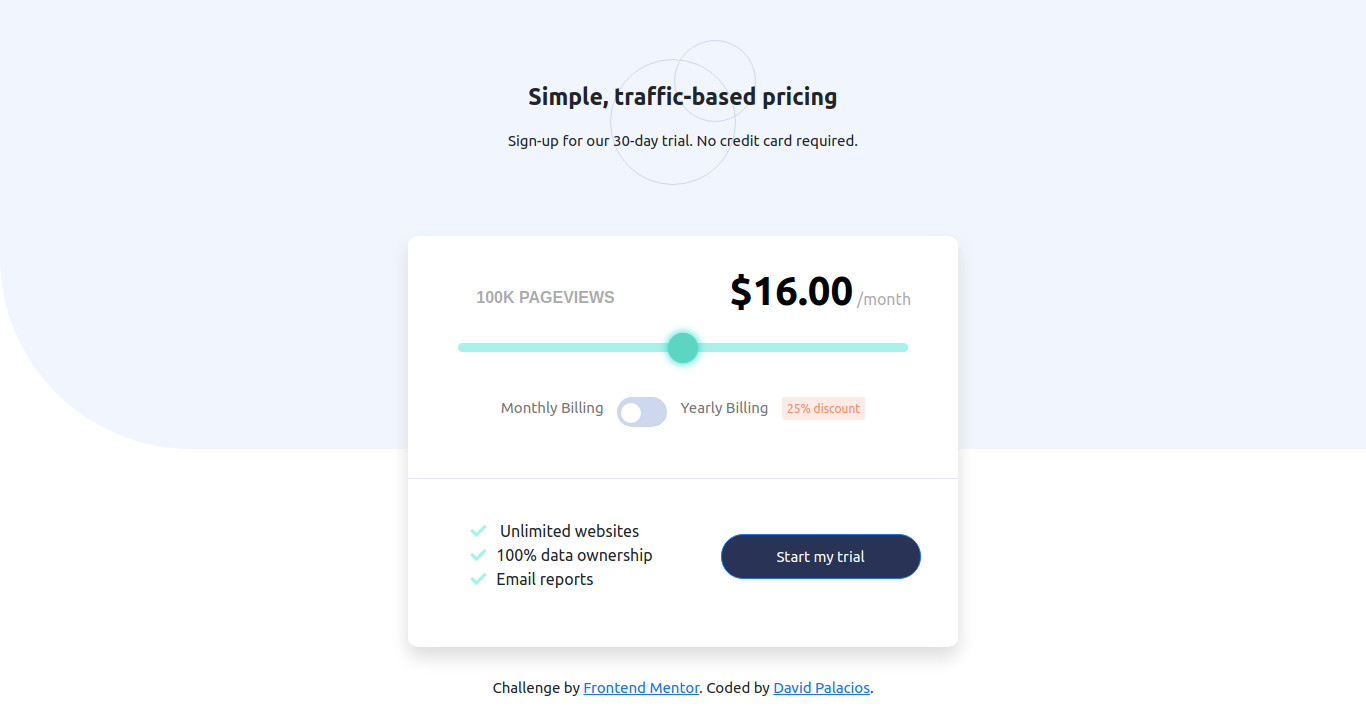 Simple, traffic-based pricing
Sign-up for our 30-day trial. No credit card required.
100K PAGEVIEWS
$16.00 /month
Monthly Billing
Yearly Billing
25% discount
Unlimited websites
100% data ownership
Email reports
Start my trial
Challenge by Frontend Mentor. Coded by David Palacios.